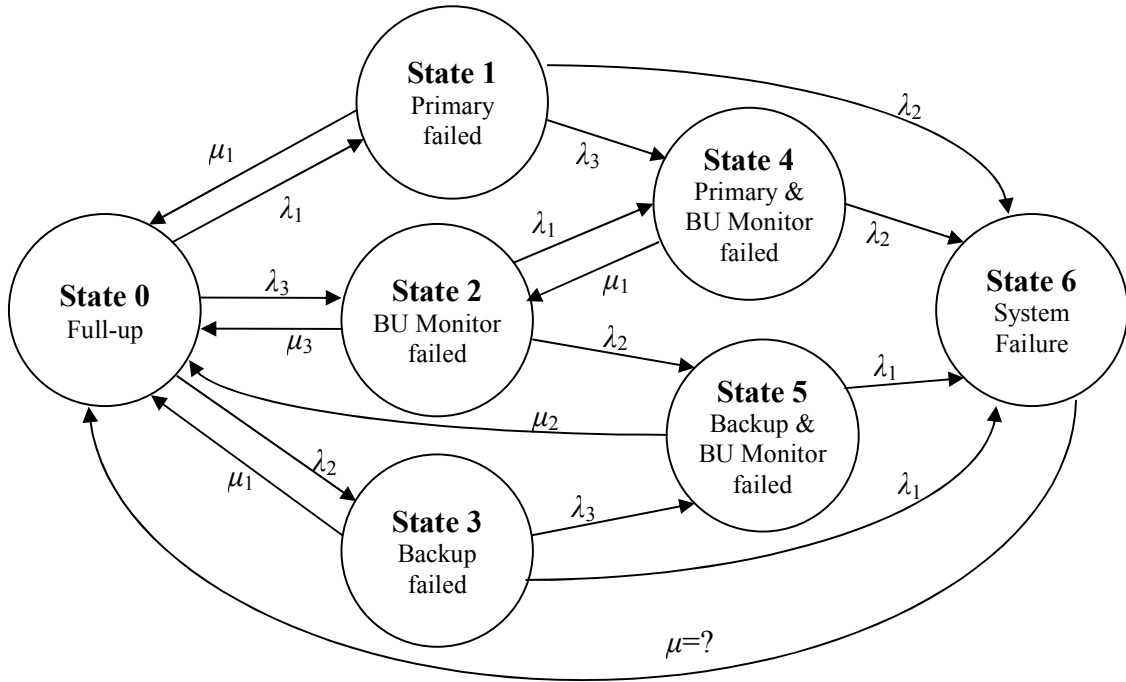 State 1
Primary
failed
λ2
μ1
λ3
State 4
Primary &
BU Monitor
failed
λ1
λ1
λ2
State 0
Full-up
λ3
State 2
BU Monitor
failed
μ1
State 6
System
Failure
μ3
λ2
State 5
Backup &
BU Monitor
failed
λ1
μ2
λ2
μ1
State 3
Backup
failed
λ3
λ1
μ=?